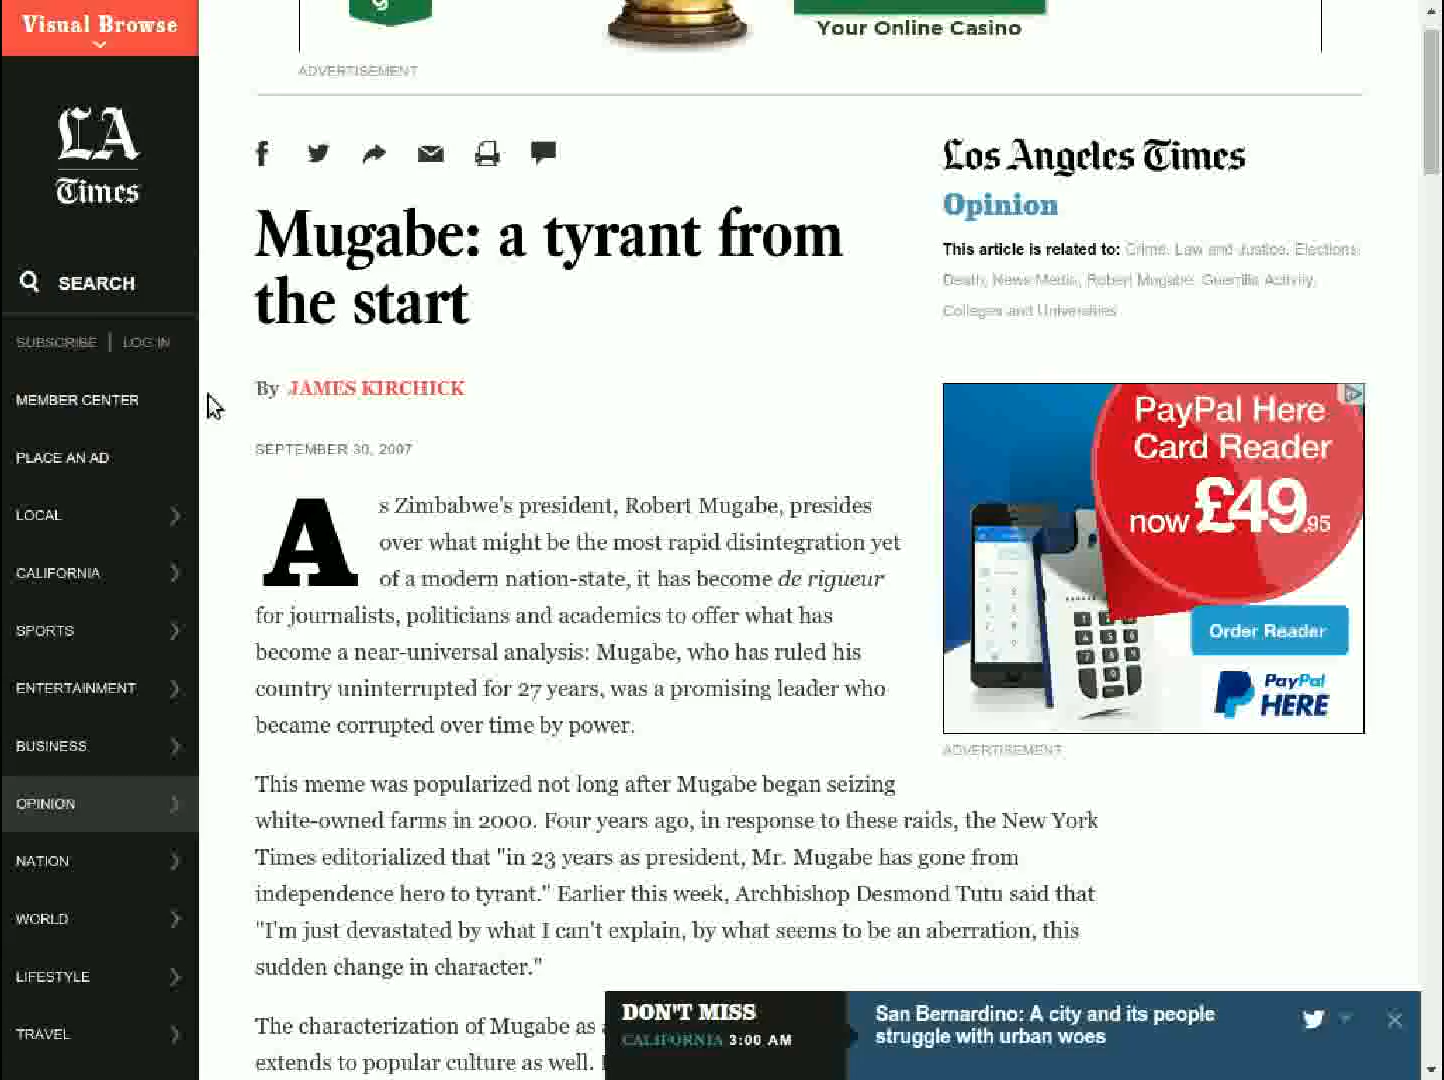 Visual Browse
LA
Times
SEARCH
SUBSCRIBE | LOG IN
MEMBER CENTER
PLACE AN AD
LOCAL
CALIFORNIA
SPORTS
ENTERTAINMENT
BUSINESS
OPINION
NATION
WORLD
LIFESTYLE
TRAVEL
Your Online Casino
ADVERTISEMENT
Mugabe: a tyrant from
the start
By JAMES KIRCHICK
SEPTEMBER 30, 2007
As Zimbabwe's president, Robert Mugabe, presides
over what might be the most rapid disintegration yet
of a modern nation-state, it has become de rigueur
for journalists, politicians and academics to offer what has
become a near-universal analysis: Mugabe, who has ruled his
country uninterrupted for 27 years, was a promising leader who
became corrupted over time by power.
This meme was popularized not long after Mugabe began seizing
white-owned farms in 2000. Four years ago, in response to these raids, the New York
Times editorialized that "in 23 years as president, Mr. Mugabe has gone from
independence hero to tyrant." Earlier this week, Archbishop Desmond Tutu said that
"I'm just devastated by what I can't explain, by what seems to be an aberration, this
sudden change in character."
The characterization of Mugabe as
extends to popular culture as well.
Los Angeles Times
Opinion
This article is related to: Crime, Law and Justice, Elections,
Death, News Media, Robert Mugabe, Guerrilla Activity,
Colleges and Universities
PayPal Here
Card Reader
now £49.95
Order Reader
PayPal
HERE
ADVERTISEMENT
DON'T MISS
CALIFORNIA 3:00 AM
San Bernardino: A city and its people
struggle with urban woes